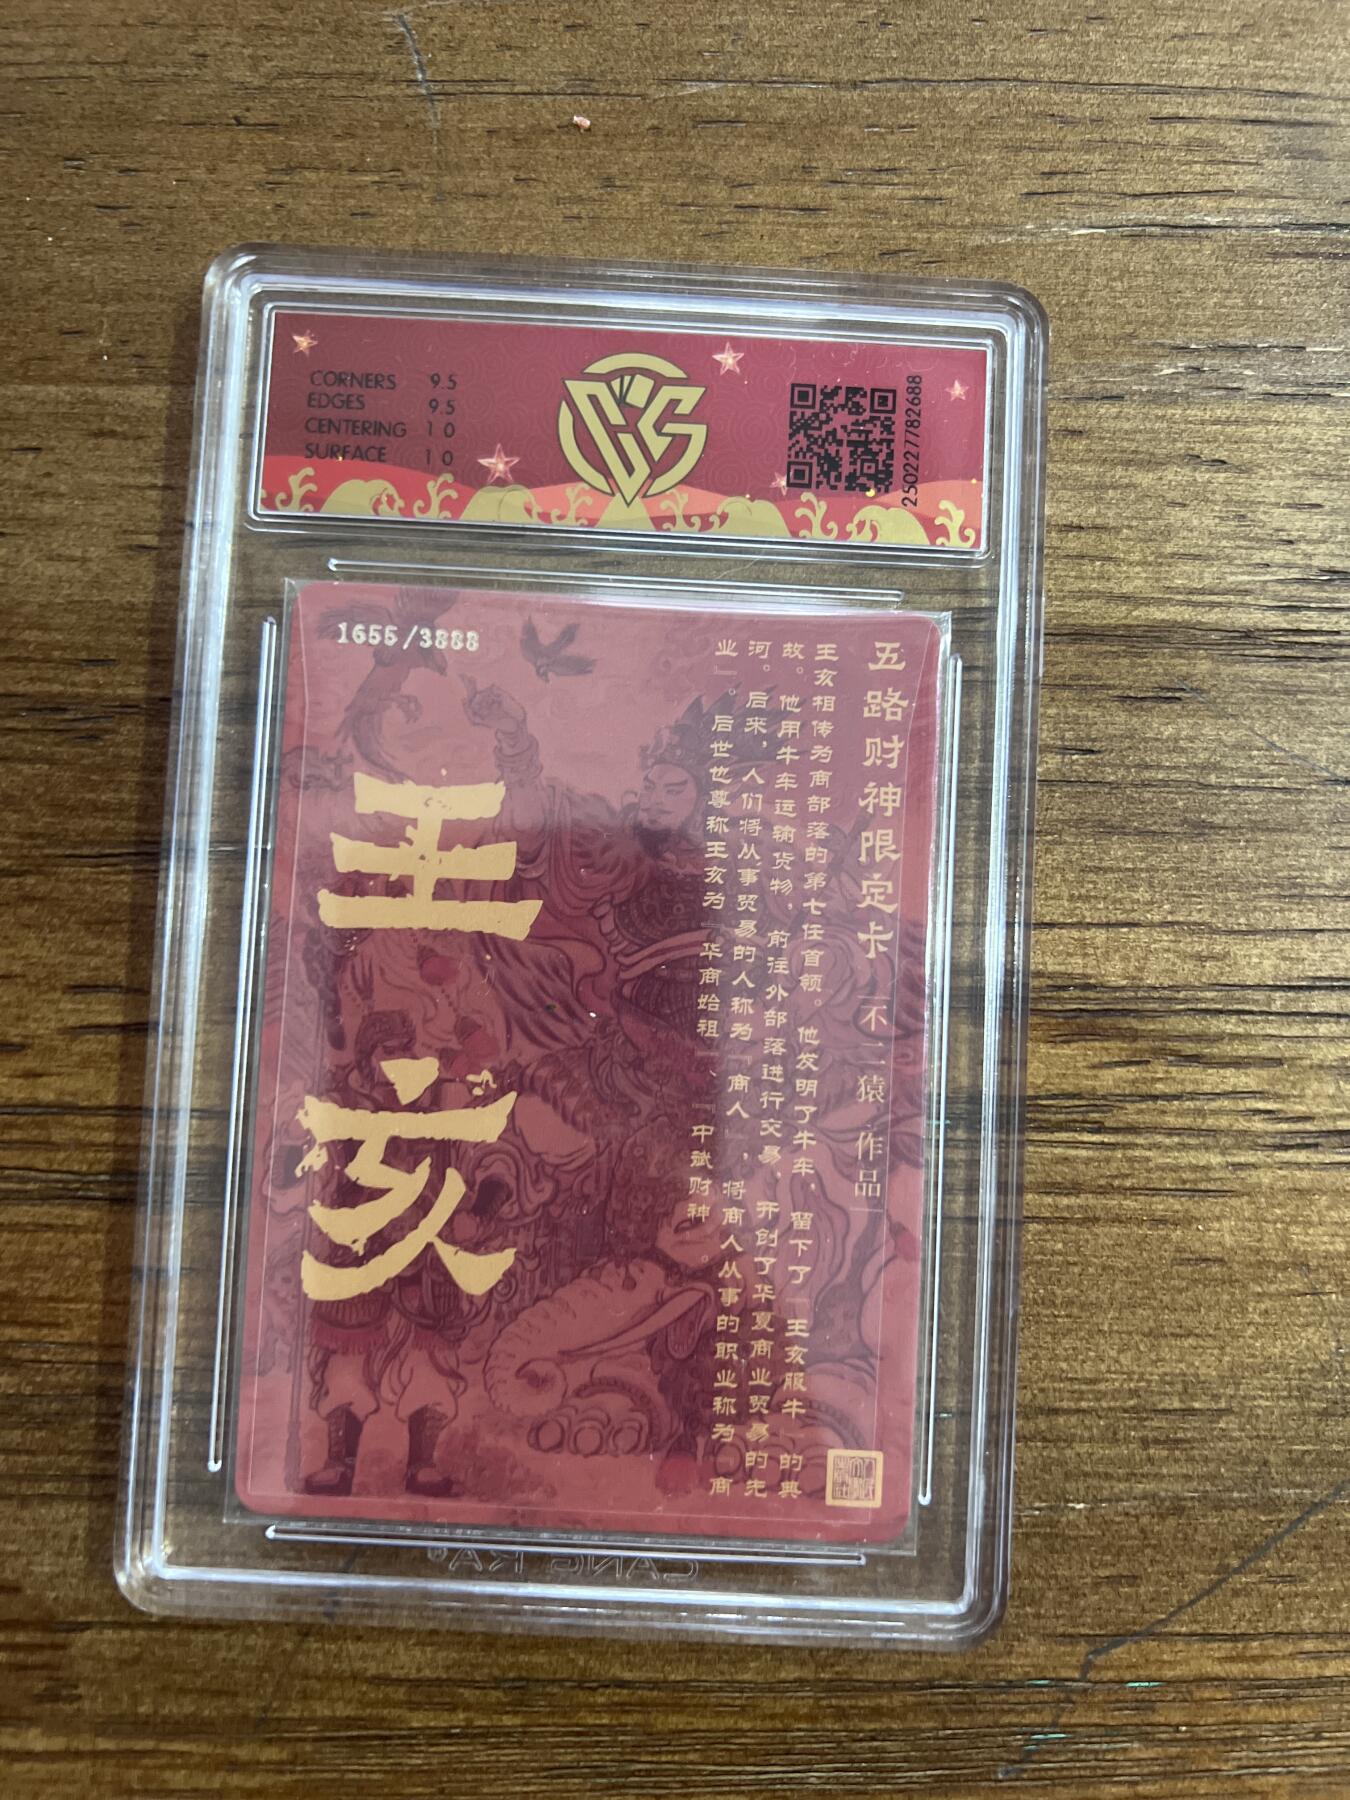 CORNERS 9.5
EDGES 9.5
CENTERING 10
SURFACE 10
CCS
2502277782688
1655/3888
五路财神限定卡
不二猿 作品
王亥相传为商部落的第七任首领。他发明了牛车，留下了「王亥服牛」的典
故。他用牛车运输货物，前往外部落进行交易，开创了华夏商业贸易的先
河。后来，人们将从事贸易的人称为『商人』，将商人从事的职业称为『商
业』。后世也尊称王亥为『华商始祖』、『中斌财神』。
王亥